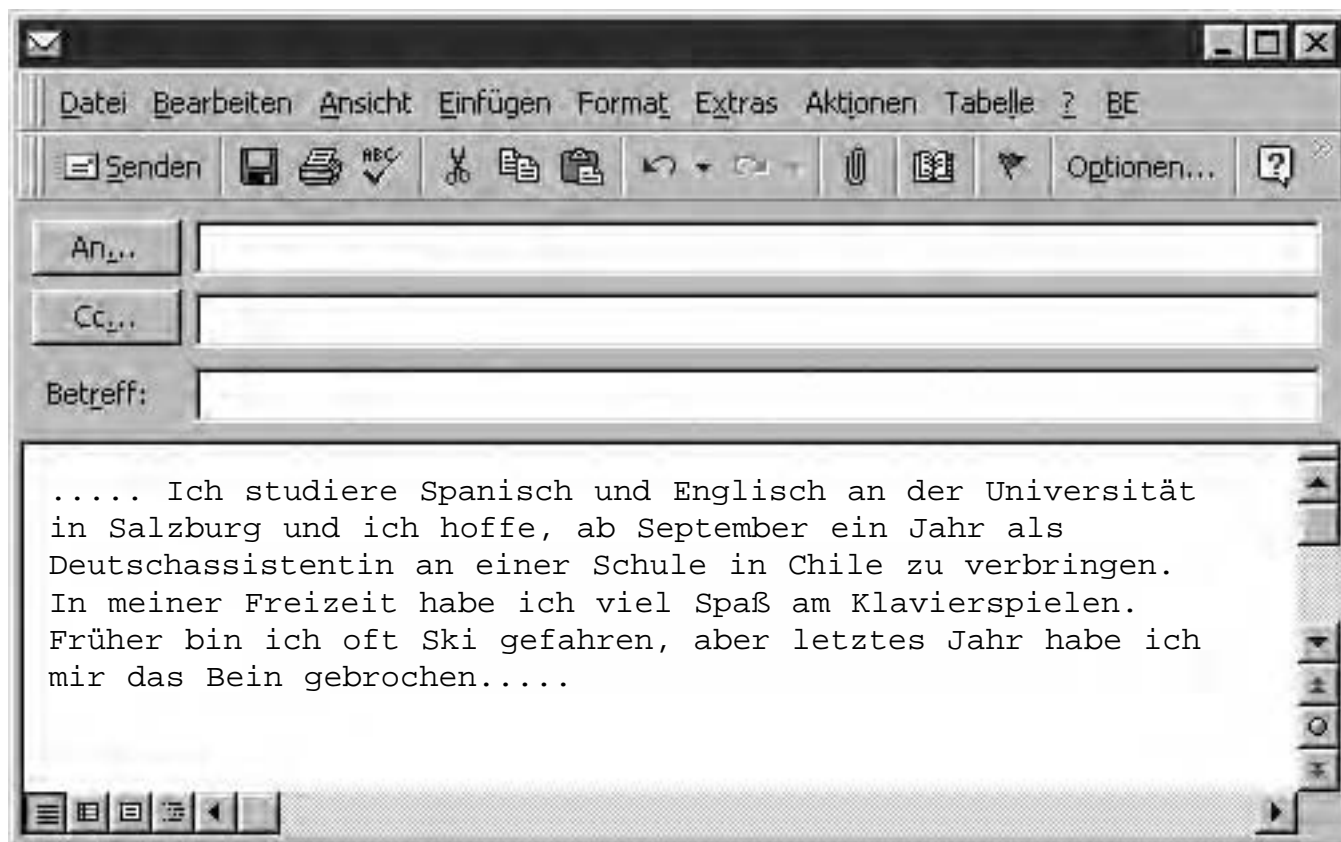 Datei Bearbeiten Ansicht Einfügen Format Extras Aktionen Tabelle ? BE
Senden ABC Optionen... ?
An...
Cc...
Betreff:
..... Ich studiere Spanisch und Englisch an der Universität
in Salzburg und ich hoffe, ab September ein Jahr als
Deutschassistentin an einer Schule in Chile zu verbringen.
In meiner Freizeit habe ich viel Spaß am Klavierspielen.
Früher bin ich oft Ski gefahren, aber letztes Jahr habe ich
mir das Bein gebrochen.....